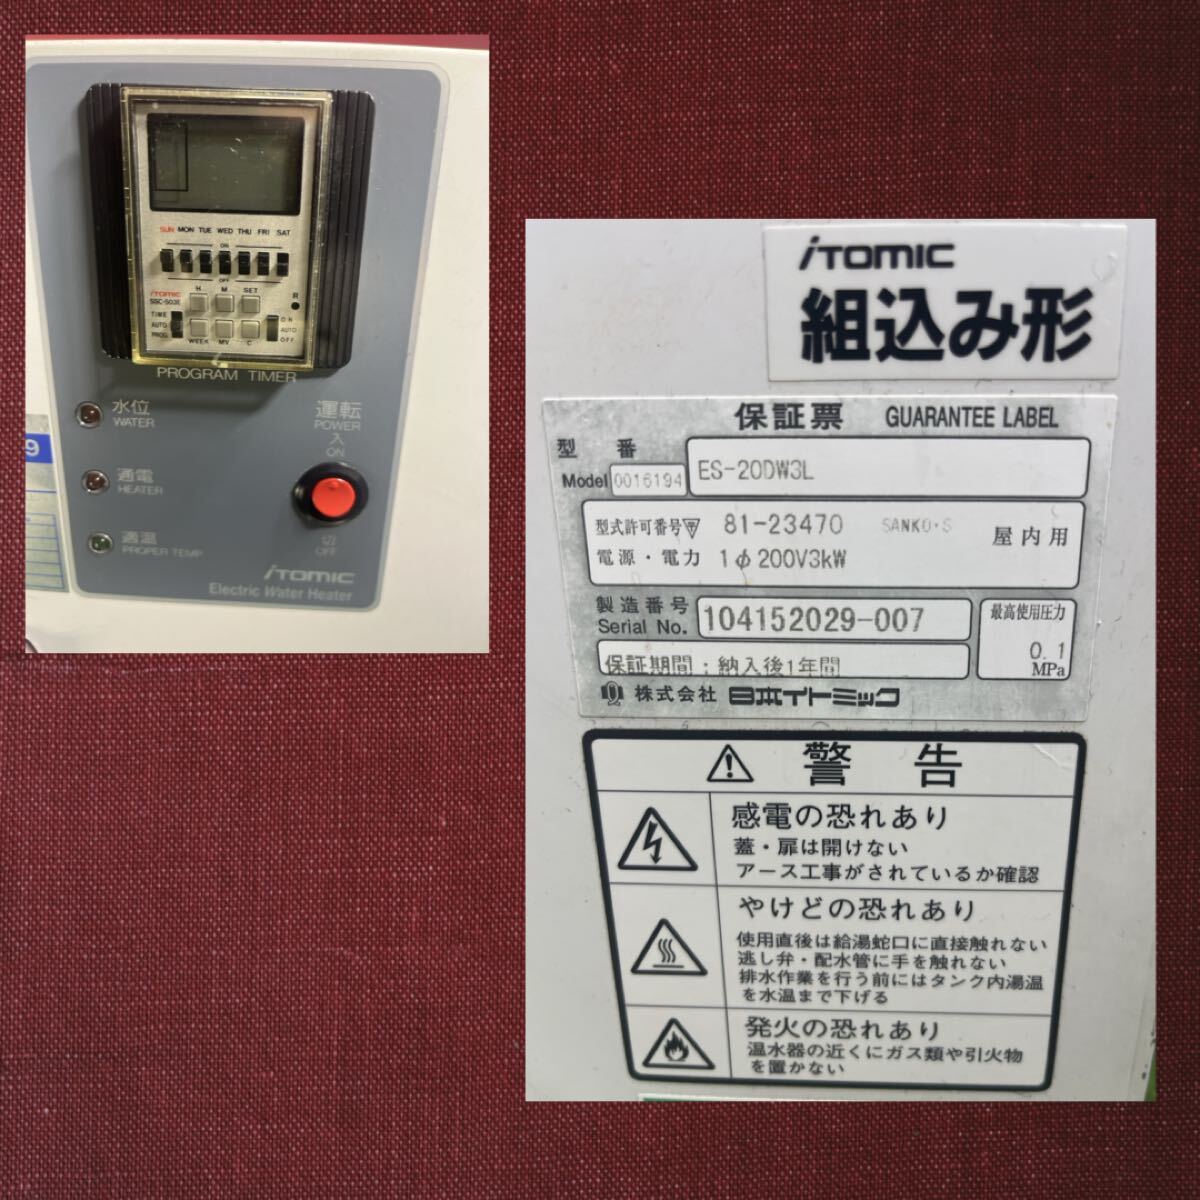 SUN MON TUE WED THU FRI SAT
ON
OFF
iTOMIC
SSC-503E
H M SET
R
TIME
AUTO
PROG.
ON
AUTO
OFF
WEEK MV C
PROGRAM TIMER
水位
WATER
通電
HEATER
適温
PROPER TEMP
運転
POWER
入
ON
切
OFF
iTOMIC
Electric Water Heater
9
iTOMIC
組込み形
保証票 GUARANTEE LABEL
型番
Model 0016194 ES-20DW3L
型式許可番号 81-23470 SANKO・S 屋内用
電源・電力 1φ200V3kW
製造番号
Serial No. 104152029-007
最高使用圧力
0.1
MPa
保証期間：納入後1年間
株式会社 日本イトミック
警告
感電の恐れあり
蓋・扉は開けない
アース工事がされているか確認
やけどの恐れあり
使用直後は給湯蛇口に直接触れない
逃し弁・配水管に手を触れない
排水作業を行う前にはタンク内湯温
を水温まで下げる
発火の恐れあり
温水器の近くにガス類や引火物
を置かない